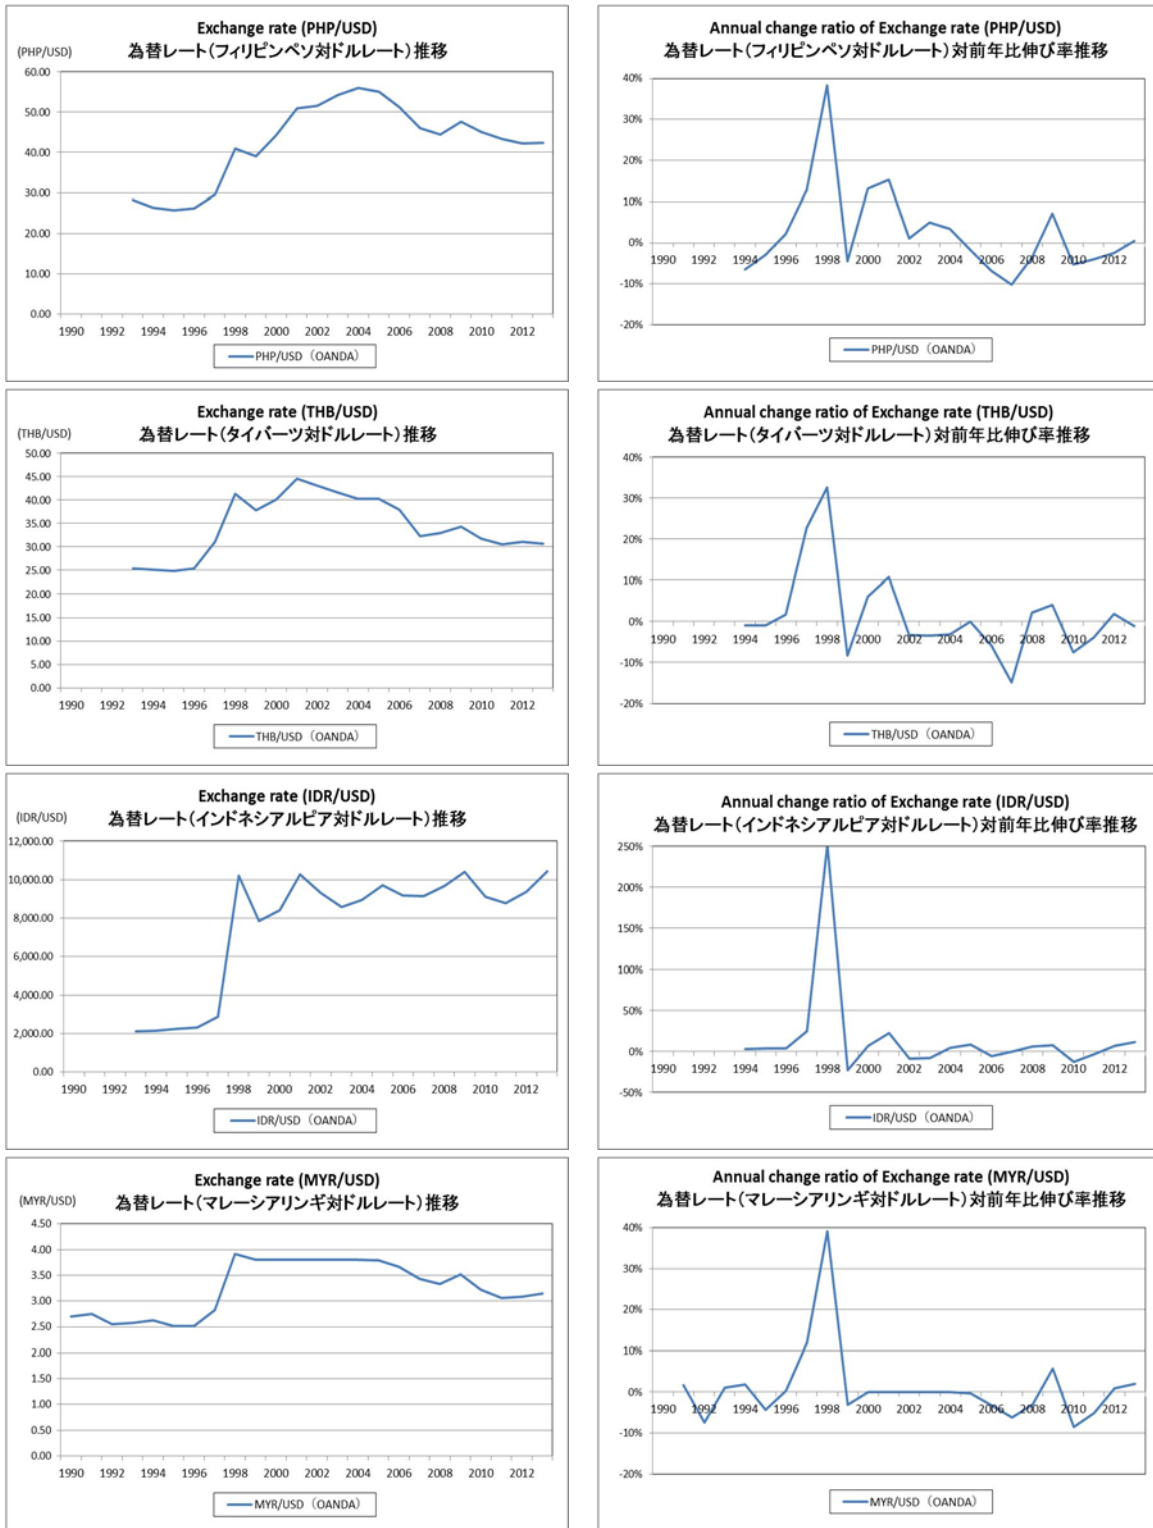 Exchange rate (PHP/USD)
為替レート(フィリピンペソ対ドルレート)推移
(PHP/USD)
60.00
50.00
40.00
30.00
20.00
10.00
0.00
1990 1992 1994 1996 1998 2000 2002 2004 2006 2008 2010 2012
PHP/USD (OANDA)
Annual change ratio of Exchange rate (PHP/USD)
為替レート(フィリピンペソ対ドルレート)対前年比伸び率推移
40%
30%
20%
10%
0%
1990 1992 1994 1996 1998 2000 2002 2004 2006 2008 2010 2012
-10%
-20%
PHP/USD (OANDA)
Exchange rate (THB/USD)
為替レート(タイバーツ対ドルレート)推移
(THB/USD)
50.00
45.00
40.00
35.00
30.00
25.00
20.00
15.00
10.00
5.00
0.00
1990 1992 1994 1996 1998 2000 2002 2004 2006 2008 2010 2012
THB/USD (OANDA)
Annual change ratio of Exchange rate (THB/USD)
為替レート(タイバーツ対ドルレート)対前年比伸び率推移
40%
30%
20%
10%
0%
1990 1992 1994 1996 1998 2000 2002 2004 2006 2008 2010 2012
-10%
-20%
THB/USD (OANDA)
Exchange rate (IDR/USD)
為替レート(インドネシアルピア対ドルレート)推移
(IDR/USD)
12,000.00
10,000.00
8,000.00
6,000.00
4,000.00
2,000.00
0.00
1990 1992 1994 1996 1998 2000 2002 2004 2006 2008 2010 2012
IDR/USD (OANDA)
Annual change ratio of Exchange rate (IDR/USD)
為替レート(インドネシアルピア対ドルレート)対前年比伸び率推移
250%
200%
150%
100%
50%
0%
1990 1992 1994 1996 1998 2000 2002 2004 2006 2008 2010 2012
-50%
IDR/USD (OANDA)
Exchange rate (MYR/USD)
為替レート(マレーシアリンギ対ドルレート)推移
(MYR/USD)
4.50
4.00
3.50
3.00
2.50
2.00
1.50
1.00
0.50
0.00
1990 1992 1994 1996 1998 2000 2002 2004 2006 2008 2010 2012
MYR/USD (OANDA)
Annual change ratio of Exchange rate (MYR/USD)
為替レート(マレーシアリンギ対ドルレート)対前年比伸び率推移
40%
30%
20%
10%
0%
1990 1992 1994 1996 1998 2000 2002 2004 2006 2008 2010 2012
-10%
-20%
MYR/USD (OANDA)